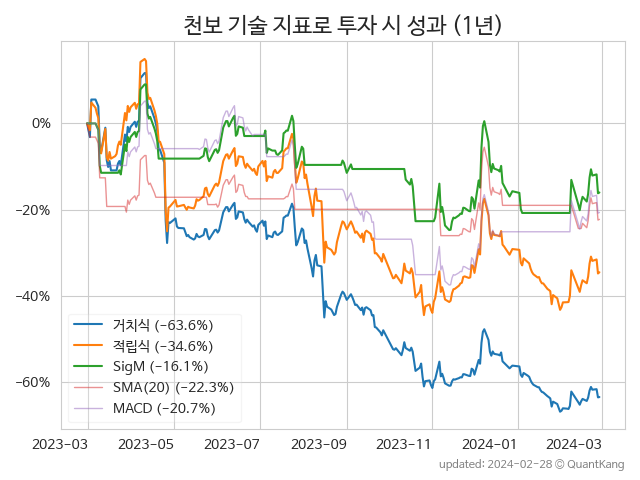 천보 기술 지표로 투자 시 성과 (1년)
0%
−20%
−40%
−60%
거치식 (−63.6%)
적립식 (−34.6%)
SigM (−16.1%)
SMA(20) (−22.3%)
MACD (−20.7%)
2023-03 2023-05 2023-07 2023-09 2023-11 2024-01 2024-03
updated: 2024-02-28 © QuantKang